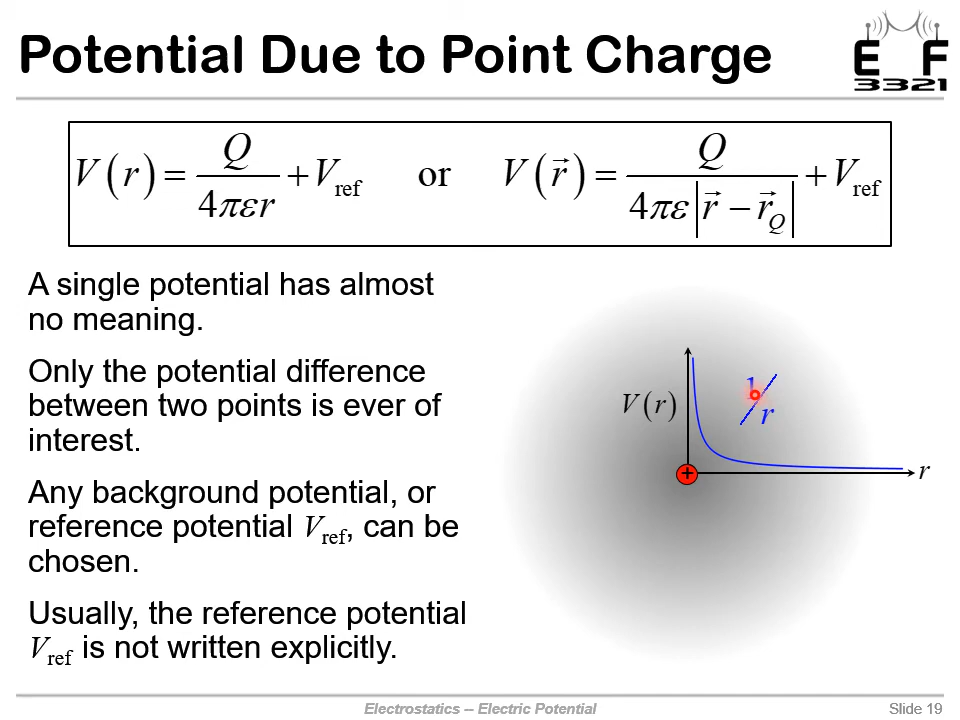 Potential Due to Point Charge
E F
3321
V(r) = Q / 4πεr + V_ref or V(r⃗) = Q / 4πε|r⃗ − r⃗_Q| + V_ref
A single potential has almost
no meaning.
Only the potential difference
between two points is ever of
interest.
Any background potential, or
reference potential V_ref, can be
chosen.
Usually, the reference potential
V_ref is not written explicitly.
V(r)
1/r
+
r
Electrostatics -- Electric Potential
Slide 19